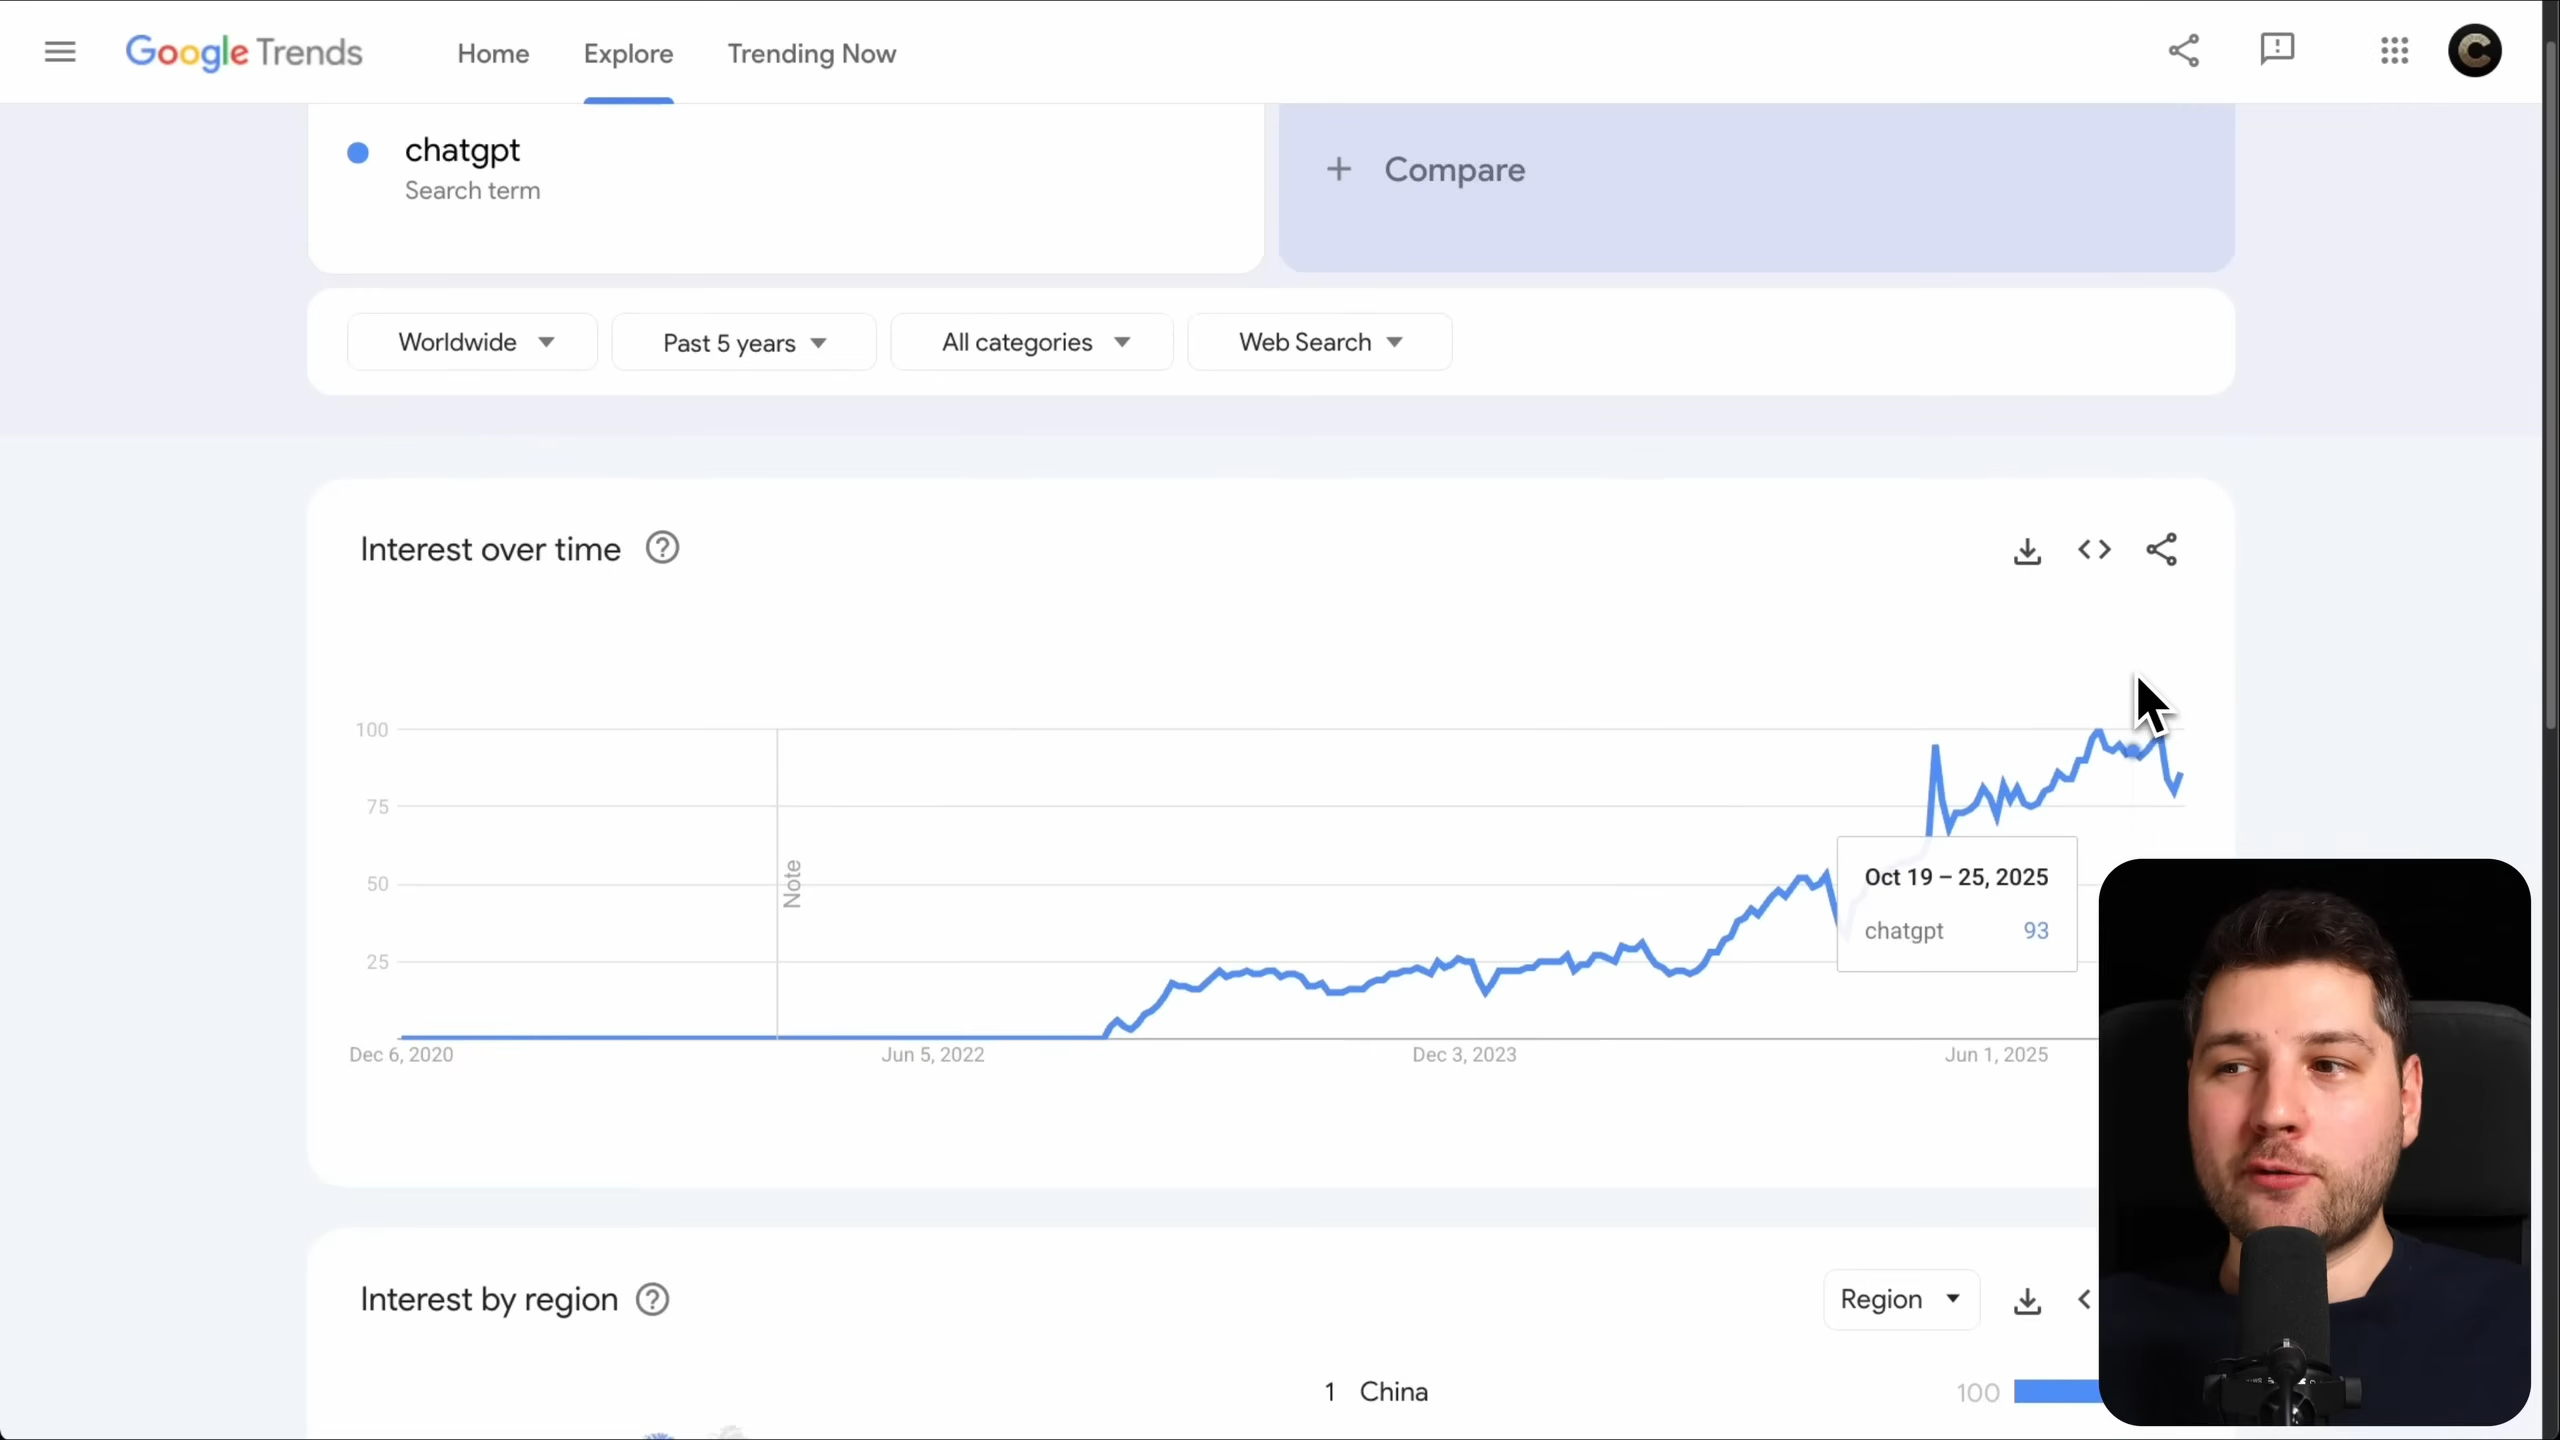 Google Trends
Home
Explore
Trending Now
chatgpt
Search term
+ Compare
Worldwide
Past 5 years
All categories
Web Search
Interest over time
100
75
50
25
Note
Oct 19 – 25, 2025
chatgpt 93
Dec 6, 2020
Jun 5, 2022
Dec 3, 2023
Jun 1, 2025
Interest by region
Region
1 China 100